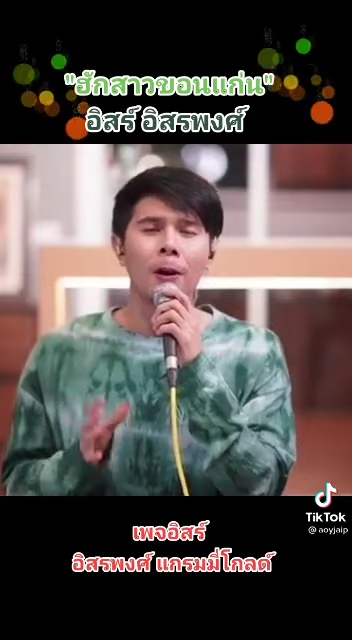 "ฮักสาวขอนแก่น"
อิสร์ อิสรพงศ์
TikTok
@aoyjaip
เพจอิสร์
อิสรพงศ์ แกรมมี่โกลด์